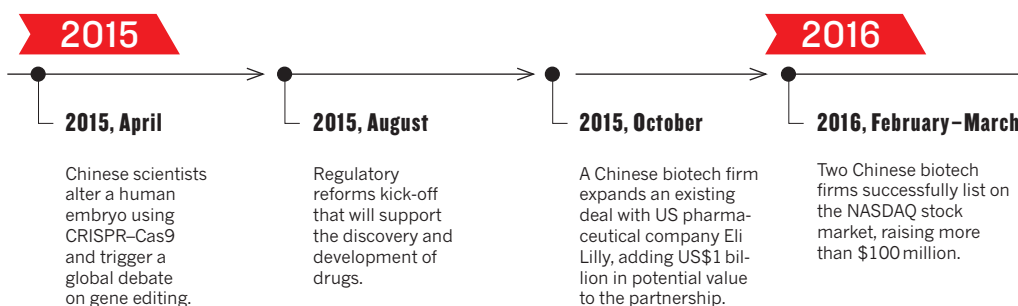 2015
2016
2015, April
Chinese scientists
alter a human
embryo using
CRISPR–Cas9
and trigger a
global debate
on gene editing.
2015, August
Regulatory
reforms kick-off
that will support
the discovery and
development of
drugs.
2015, October
A Chinese biotech firm
expands an existing
deal with US pharma-
ceutical company Eli
Lilly, adding US$1 bil-
lion in potential value
to the partnership.
2016, February–March
Two Chinese biotech
firms successfully list on
the NASDAQ stock
market, raising more
than $100 million.